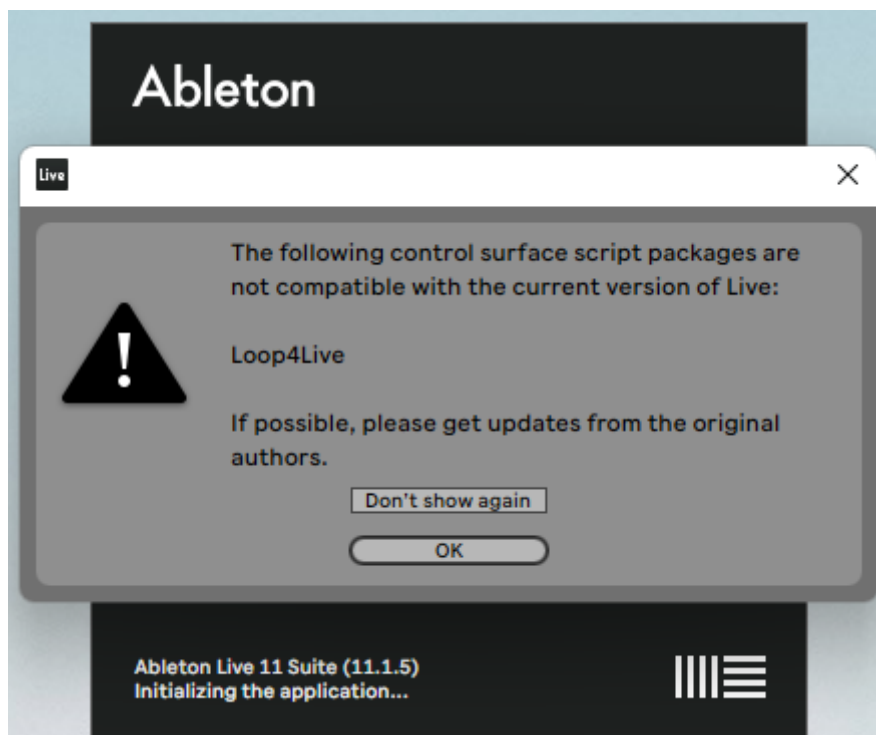 Ableton
Live
The following control surface script packages are
not compatible with the current version of Live:
Loop4Live
If possible, please get updates from the original
authors.
Don't show again
OK
Ableton Live 11 Suite (11.1.5)
Initializing the application...